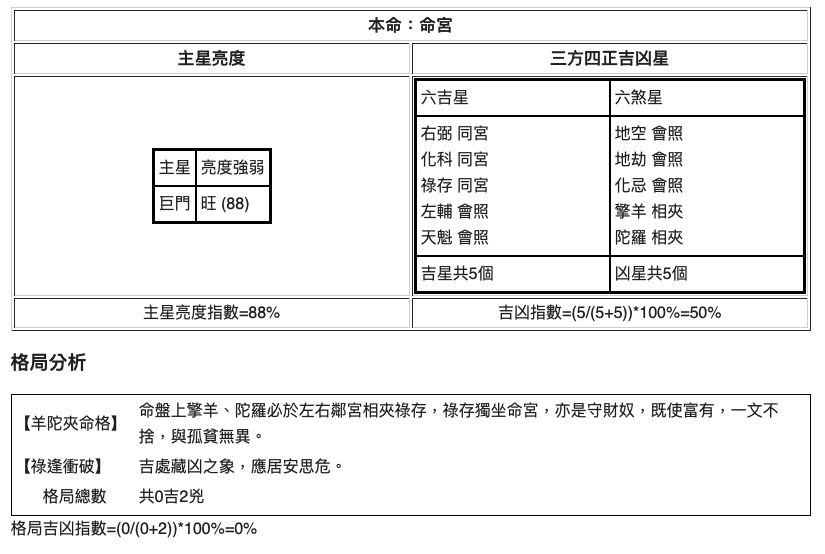 本命：命宮
主星亮度
三方四正吉凶星
主星 亮度強弱
巨門 旺 (88)
六吉星
右弼 同宮
化科 同宮
祿存 同宮
左輔 會照
天魁 會照
吉星共5個
六煞星
地空 會照
地劫 會照
化忌 會照
擎羊 相夾
陀羅 相夾
凶星共5個
主星亮度指數=88%
吉凶指數=(5/(5+5))*100%=50%
格局分析
【羊陀夾命格】 命盤上擎羊、陀羅必於左右鄰宮相夾祿存，祿存獨坐命宮，亦是守財奴，既使富有，一文不
捨，與孤貧無異。
【祿逢衝破】 吉處藏凶之象，應居安思危。
格局總數 共0吉2兇
格局吉凶指數=(0/(0+2))*100%=0%